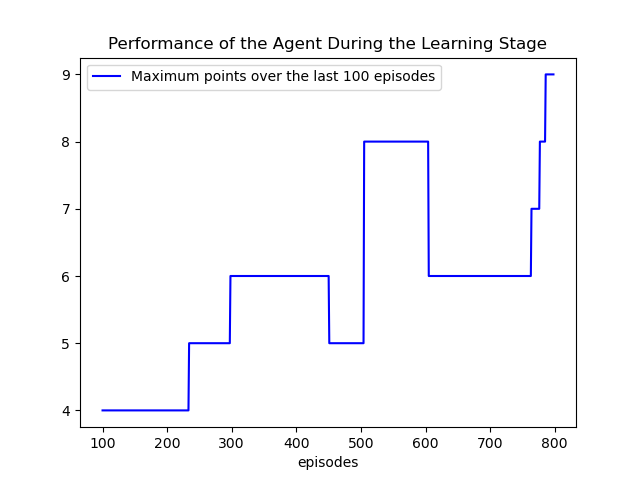 Performance of the Agent During the Learning Stage
Maximum points over the last 100 episodes
9
8
7
6
5
4
100 200 300 400 500 600 700 800
episodes